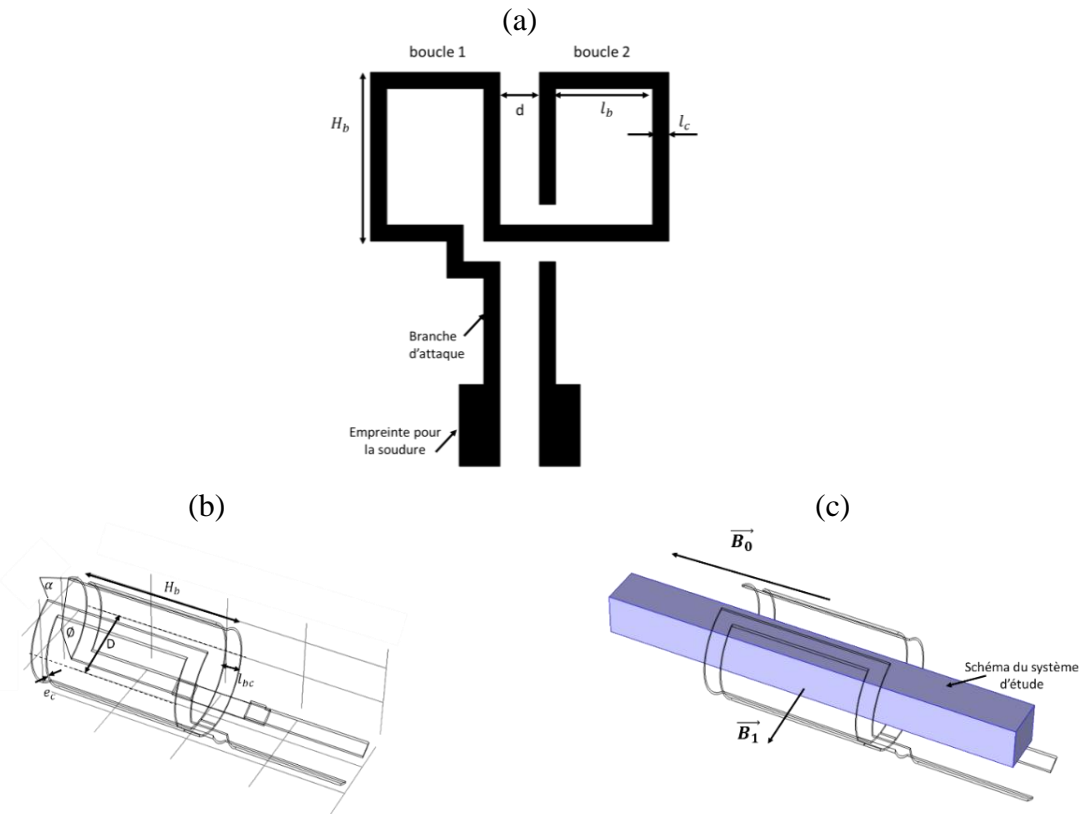 (a)
boucle 1
boucle 2
d
l_b
H_b
l_c
Branche
d'attaque
Empreinte pour
la soudure
(b)
(c)
α
H_b
Ø
D
l_bc
e_c
B_0
Schéma du système
d'étude
B_1